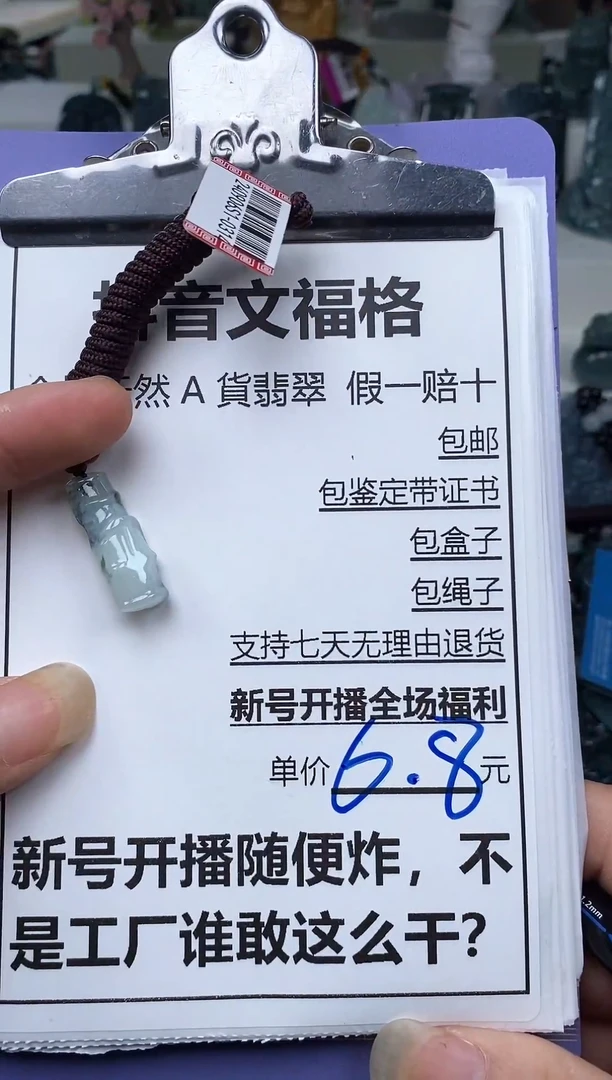 音文福格
然A貨翡翠 假一赔十
包邮
包鉴定带证书
包盒子
包绳子
支持七天无理由退货
新号开播全场福利
单价6.8元
新号开播随便炸，不
是工厂谁敢这么干？